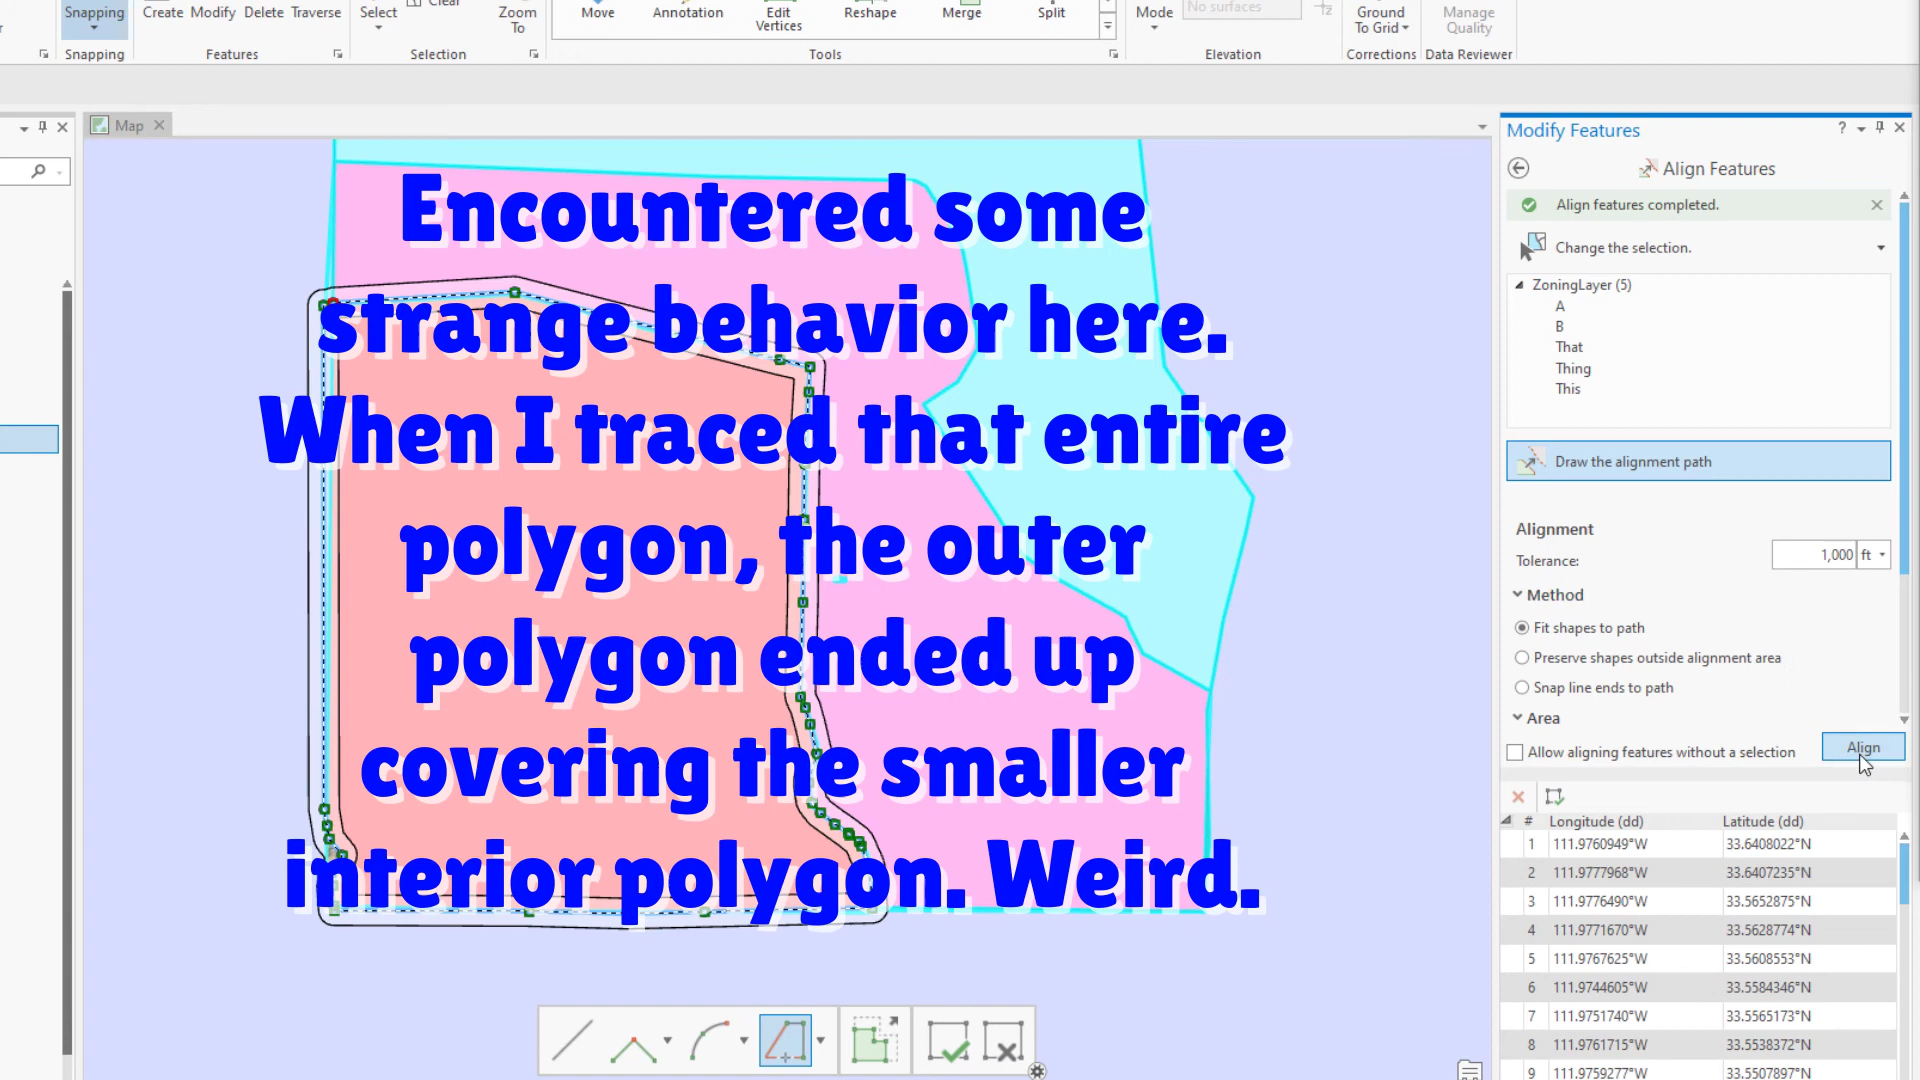 Snapping
Create Modify Delete Traverse
Select
Clear
Zoom
To
Move
Annotation
Edit
Vertices
Reshape
Merge
Split
Mode
No surfaces
Ground
To Grid
Manage
Quality
Snapping
Features
Selection
Tools
Elevation
Corrections
Data Reviewer
Map
Encountered some
strange behavior here.
When I traced that entire
polygon, the outer
polygon ended up
covering the smaller
interior polygon. Weird.
Modify Features
?
Align Features
Align features completed.
Change the selection.
ZoningLayer (5)
A
B
That
Thing
This
Draw the alignment path
Alignment
Tolerance: 1,000 ft
Method
Fit shapes to path
Preserve shapes outside alignment area
Snap line ends to path
Area
Allow aligning features without a selection
Align
# Longitude (dd) Latitude (dd)
1 111.9760949°W 33.6408022°N
2 111.9777968°W 33.6407235°N
3 111.9776490°W 33.5652875°N
4 111.9771670°W 33.5628774°N
5 111.9767625°W 33.5608553°N
6 111.9744605°W 33.5584346°N
7 111.9751740°W 33.5565173°N
8 111.9761715°W 33.5538372°N
9 111.9759277°W 33.5507897°N